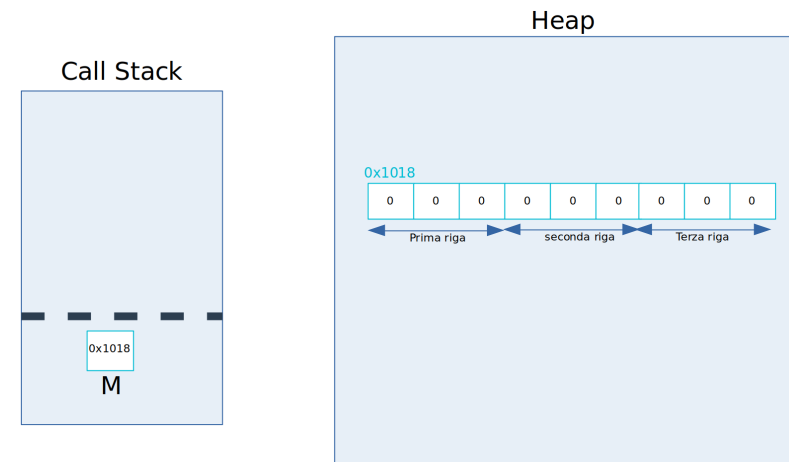 Heap
Call Stack
0x1018
0 0 0 0 0 0 0 0 0
Prima riga seconda riga Terza riga
0x1018
M